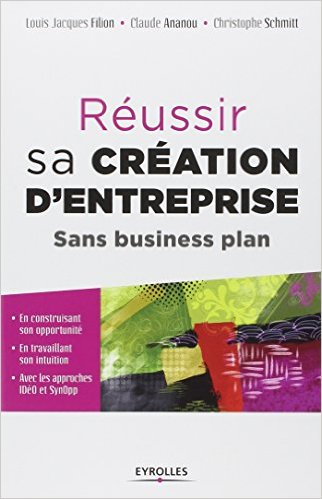 Louis Jacques Filion • Claude Ananou • Christophe Schmitt
Réussir
sa CRÉATION
D'ENTREPRISE
Sans business plan
• En construisant
son opportunité
• En travaillant
son intuition
• Avec les approches
IDéO et SynOpp
EYROLLES